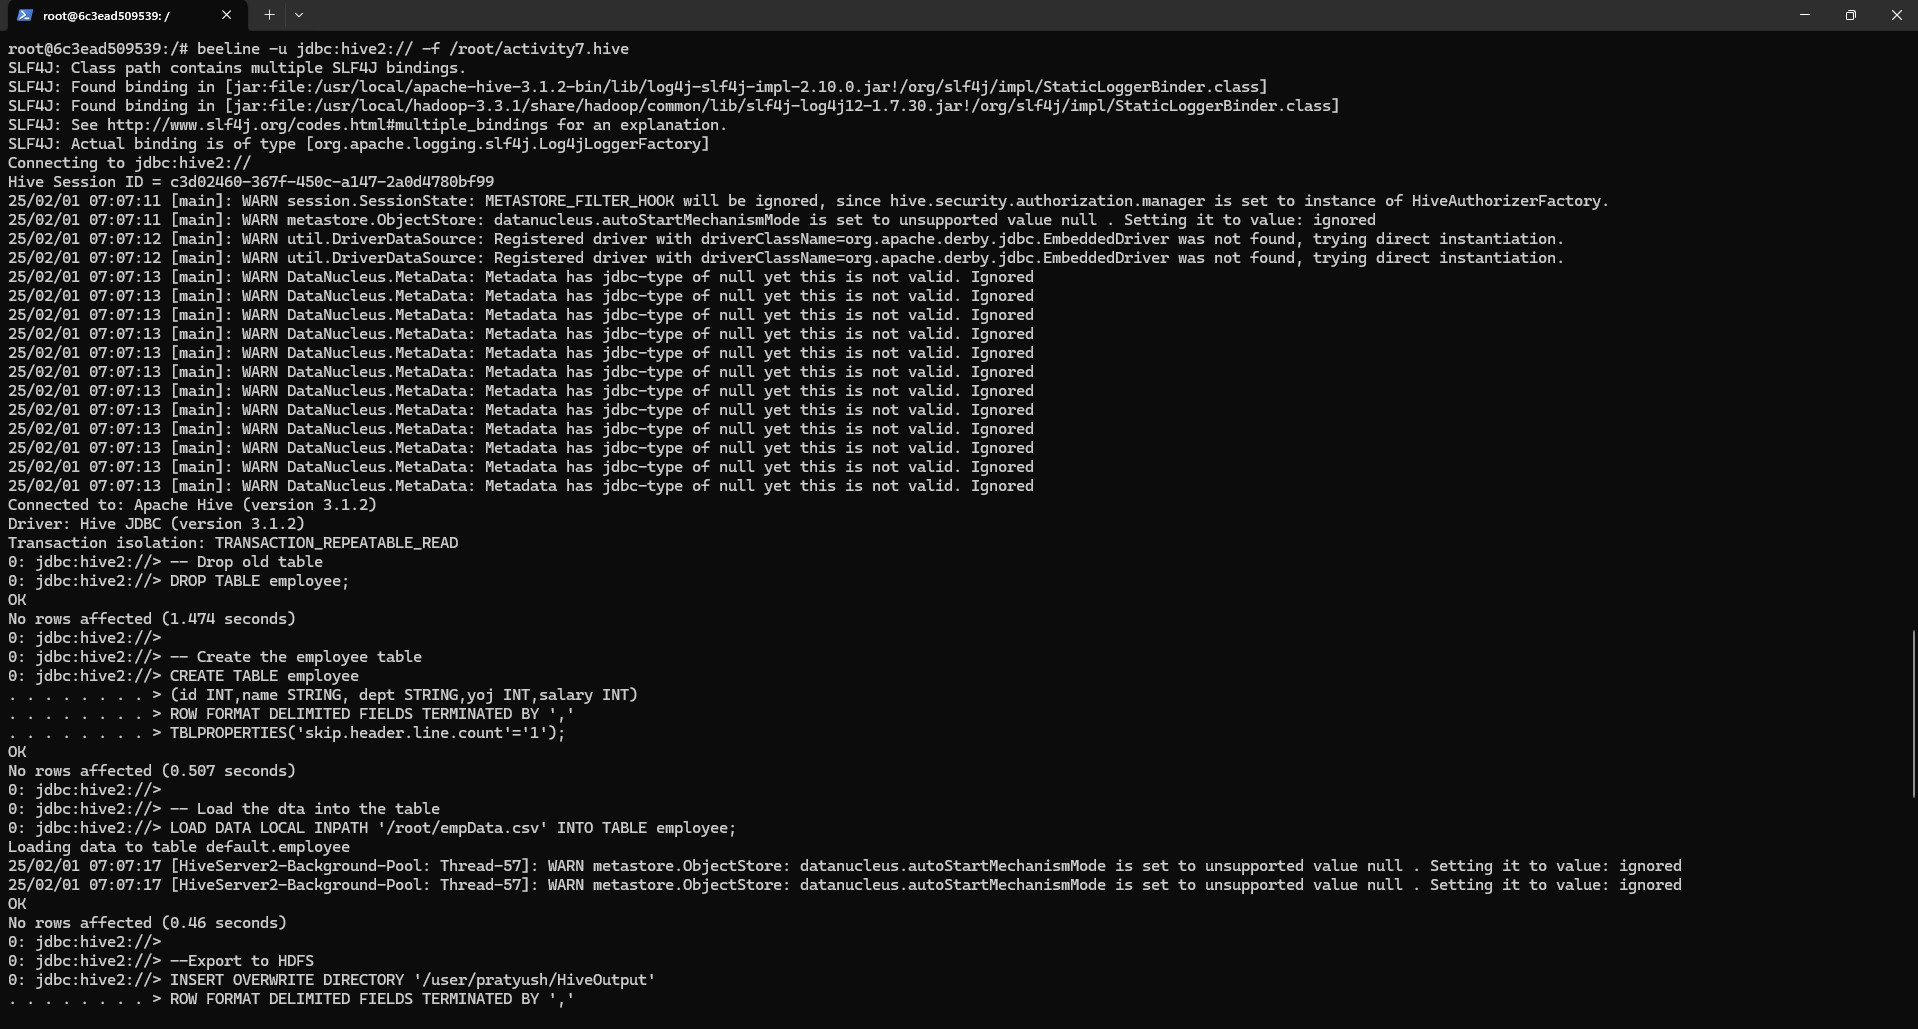 root@6c3ead509539: /
root@6c3ead509539:/# beeline -u jdbc:hive2:// -f /root/activity7.hive
SLF4J: Class path contains multiple SLF4J bindings.
SLF4J: Found binding in [jar:file:/usr/local/apache-hive-3.1.2-bin/lib/log4j-slf4j-impl-2.10.0.jar!/org/slf4j/impl/StaticLoggerBinder.class]
SLF4J: Found binding in [jar:file:/usr/local/hadoop-3.3.1/share/hadoop/common/lib/slf4j-log4j12-1.7.30.jar!/org/slf4j/impl/StaticLoggerBinder.class]
SLF4J: See http://www.slf4j.org/codes.html#multiple_bindings for an explanation.
SLF4J: Actual binding is of type [org.apache.logging.slf4j.Log4jLoggerFactory]
Connecting to jdbc:hive2://
Hive Session ID = c3d02460-367f-450c-a147-2a0d4780bf99
25/02/01 07:07:11 [main]: WARN session.SessionState: METASTORE_FILTER_HOOK will be ignored, since hive.security.authorization.manager is set to instance of HiveAuthorizerFactory.
25/02/01 07:07:11 [main]: WARN metastore.ObjectStore: datanucleus.autoStartMechanismMode is set to unsupported value null . Setting it to value: ignored
25/02/01 07:07:12 [main]: WARN util.DriverDataSource: Registered driver with driverClassName=org.apache.derby.jdbc.EmbeddedDriver was not found, trying direct instantiation.
25/02/01 07:07:12 [main]: WARN util.DriverDataSource: Registered driver with driverClassName=org.apache.derby.jdbc.EmbeddedDriver was not found, trying direct instantiation.
25/02/01 07:07:13 [main]: WARN DataNucleus.MetaData: Metadata has jdbc-type of null yet this is not valid. Ignored
25/02/01 07:07:13 [main]: WARN DataNucleus.MetaData: Metadata has jdbc-type of null yet this is not valid. Ignored
25/02/01 07:07:13 [main]: WARN DataNucleus.MetaData: Metadata has jdbc-type of null yet this is not valid. Ignored
25/02/01 07:07:13 [main]: WARN DataNucleus.MetaData: Metadata has jdbc-type of null yet this is not valid. Ignored
25/02/01 07:07:13 [main]: WARN DataNucleus.MetaData: Metadata has jdbc-type of null yet this is not valid. Ignored
25/02/01 07:07:13 [main]: WARN DataNucleus.MetaData: Metadata has jdbc-type of null yet this is not valid. Ignored
25/02/01 07:07:13 [main]: WARN DataNucleus.MetaData: Metadata has jdbc-type of null yet this is not valid. Ignored
25/02/01 07:07:13 [main]: WARN DataNucleus.MetaData: Metadata has jdbc-type of null yet this is not valid. Ignored
25/02/01 07:07:13 [main]: WARN DataNucleus.MetaData: Metadata has jdbc-type of null yet this is not valid. Ignored
25/02/01 07:07:13 [main]: WARN DataNucleus.MetaData: Metadata has jdbc-type of null yet this is not valid. Ignored
25/02/01 07:07:13 [main]: WARN DataNucleus.MetaData: Metadata has jdbc-type of null yet this is not valid. Ignored
25/02/01 07:07:13 [main]: WARN DataNucleus.MetaData: Metadata has jdbc-type of null yet this is not valid. Ignored
Connected to: Apache Hive (version 3.1.2)
Driver: Hive JDBC (version 3.1.2)
Transaction isolation: TRANSACTION_REPEATABLE_READ
0: jdbc:hive2://> -- Drop old table
0: jdbc:hive2://> DROP TABLE employee;
OK
No rows affected (1.474 seconds)
0: jdbc:hive2://>
0: jdbc:hive2://> -- Create the employee table
0: jdbc:hive2://> CREATE TABLE employee
. . . . . . . . > (id INT,name STRING, dept STRING,yoj INT,salary INT)
. . . . . . . . > ROW FORMAT DELIMITED FIELDS TERMINATED BY ','
. . . . . . . . > TBLPROPERTIES('skip.header.line.count'='1');
OK
No rows affected (0.507 seconds)
0: jdbc:hive2://>
0: jdbc:hive2://> -- Load the dta into the table
0: jdbc:hive2://> LOAD DATA LOCAL INPATH '/root/empData.csv' INTO TABLE employee;
Loading data to table default.employee
25/02/01 07:07:17 [HiveServer2-Background-Pool: Thread-57]: WARN metastore.ObjectStore: datanucleus.autoStartMechanismMode is set to unsupported value null . Setting it to value: ignored
25/02/01 07:07:17 [HiveServer2-Background-Pool: Thread-57]: WARN metastore.ObjectStore: datanucleus.autoStartMechanismMode is set to unsupported value null . Setting it to value: ignored
OK
No rows affected (0.46 seconds)
0: jdbc:hive2://>
0: jdbc:hive2://> --Export to HDFS
0: jdbc:hive2://> INSERT OVERWRITE DIRECTORY '/user/pratyush/HiveOutput'
. . . . . . . . > ROW FORMAT DELIMITED FIELDS TERMINATED BY ','